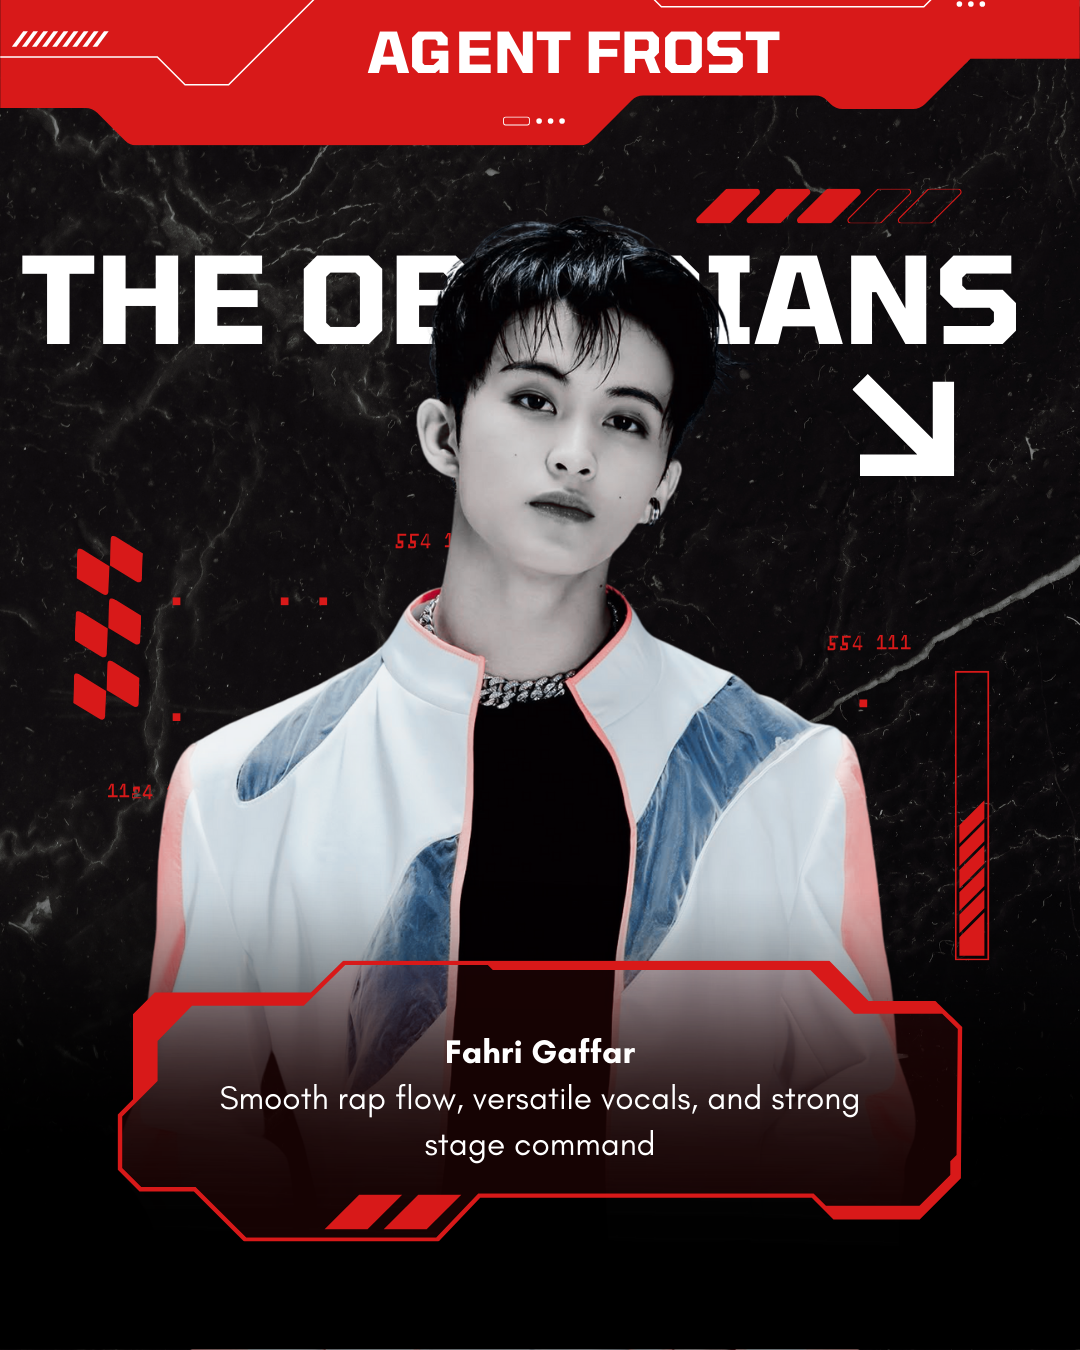 AGENT FROST
THE OB IANS
554
554 111
1184
Fahri Gaffar
Smooth rap flow, versatile vocals, and strong
stage command